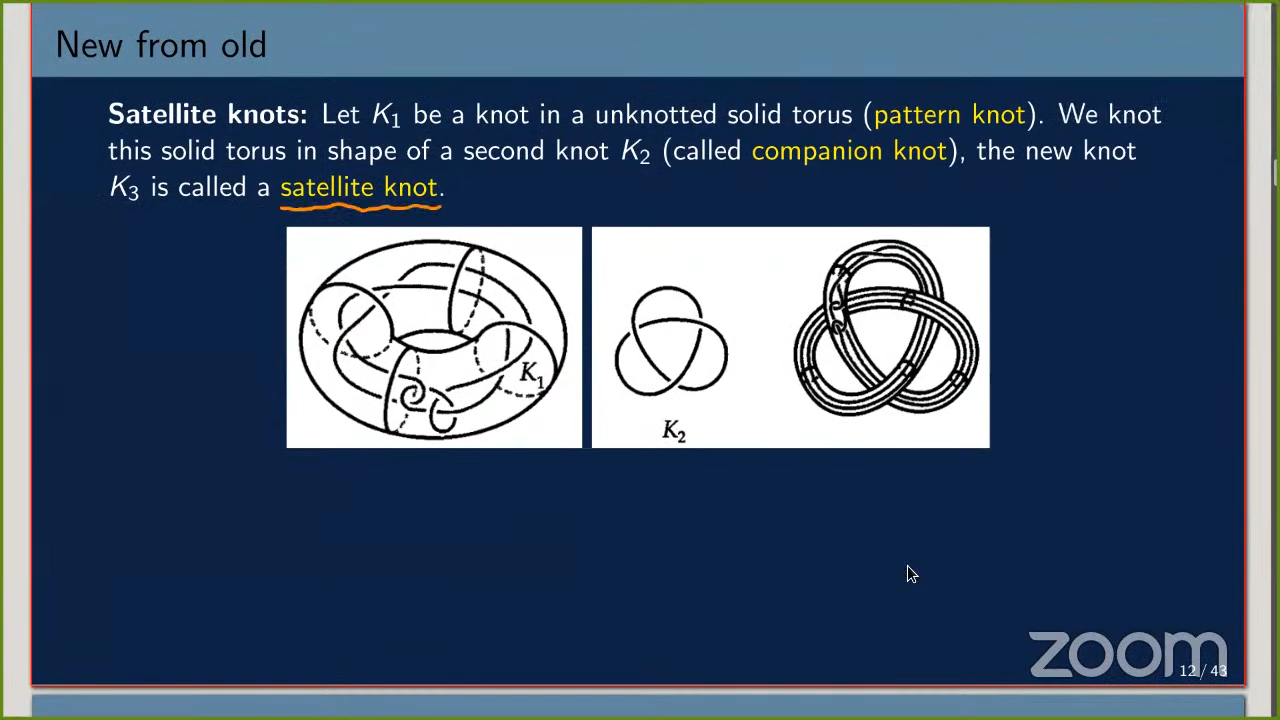 New from old
Satellite knots: Let K₁ be a knot in a unknotted solid torus (pattern knot). We knot
this solid torus in shape of a second knot K₂ (called companion knot), the new knot
K₃ is called a satellite knot.
K₁
K₂
zoom
12 / 43